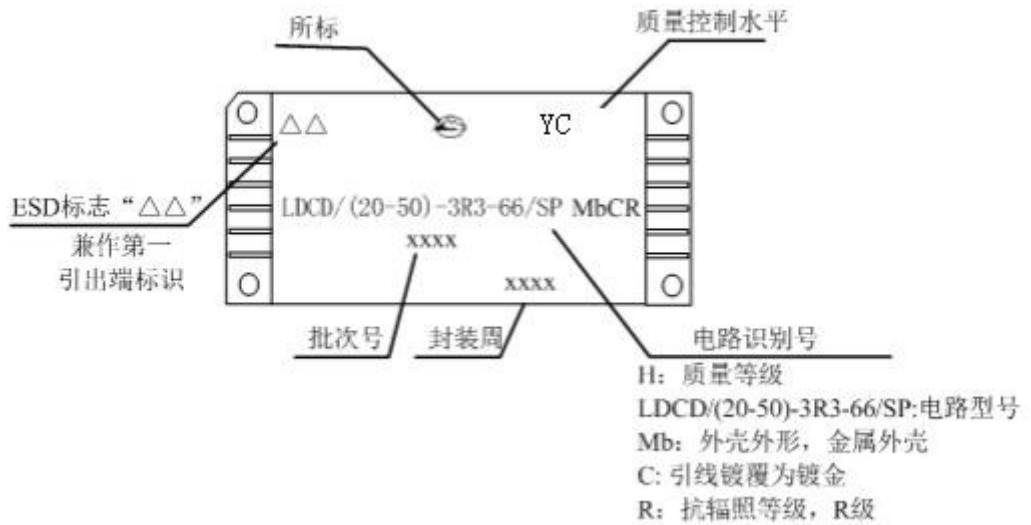 所标
质量控制水平
△△
YC
ESD标志“△△”
兼作第一
引出端标识
LDCD/(20-50)-3R3-66/SP MbCR
xxxx
xxxx
批次号
封装周
电路识别号
H：质量等级
LDCD/(20-50)-3R3-66/SP:电路型号
Mb：外壳外形，金属外壳
C: 引线镀覆为镀金
R：抗辐照等级，R级